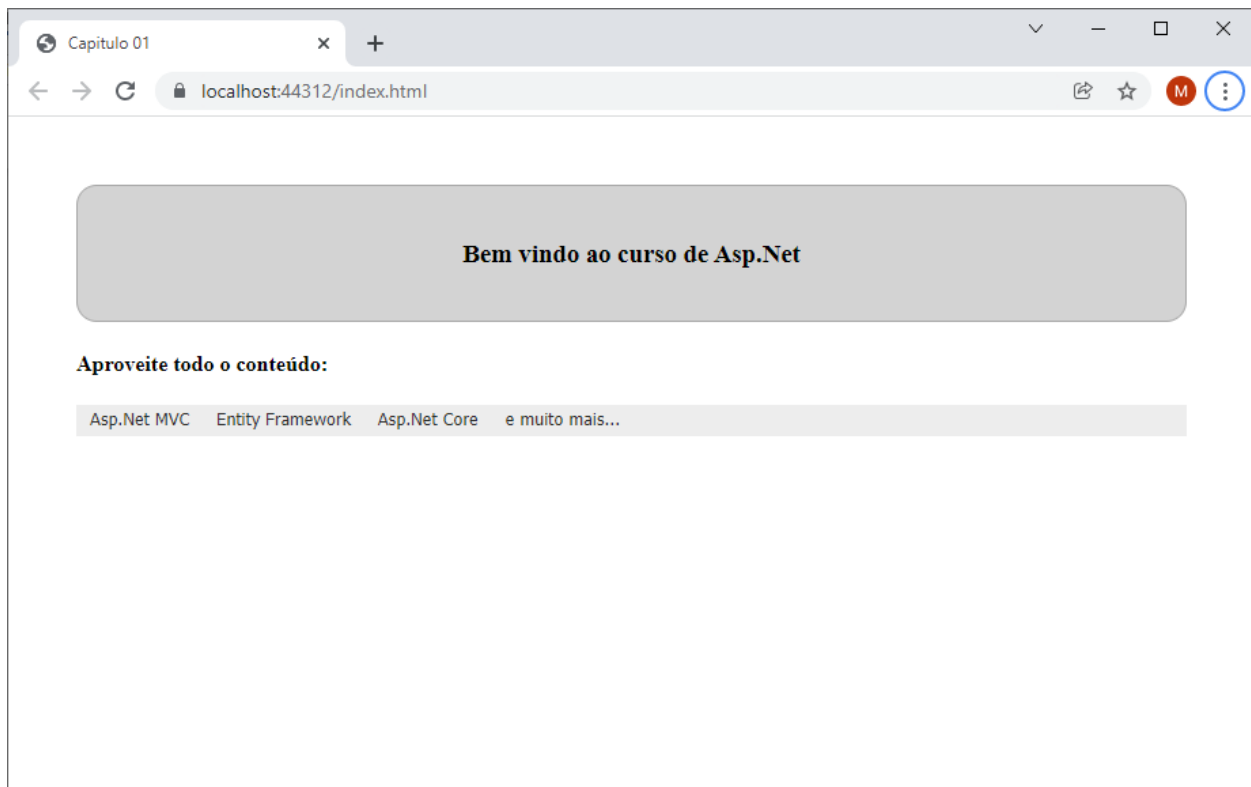 Capitulo 01
localhost:44312/index.html
M
Bem vindo ao curso de Asp.Net
Aproveite todo o conteúdo:
Asp.Net MVC Entity Framework Asp.Net Core e muito mais...